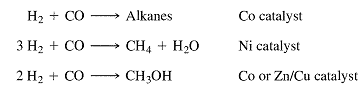 H₂ + CO ⟶ Alkanes Co catalyst
3 H₂ + CO ⟶ CH₄ + H₂O Ni catalyst
2 H₂ + CO ⟶ CH₃OH Co or Zn/Cu catalyst